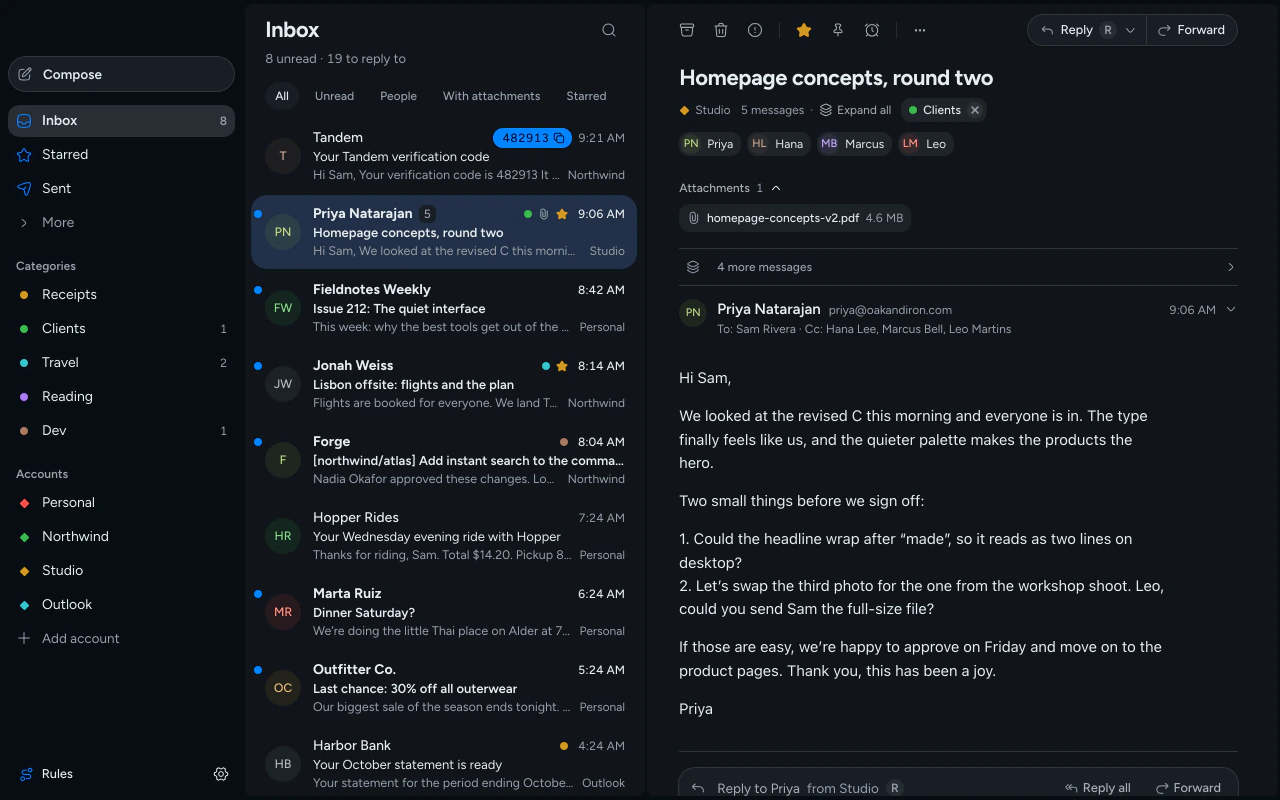 Compose
Inbox 8
Starred
Sent
More
Categories
Receipts
Clients 1
Travel 2
Reading
Dev 1
Accounts
Personal
Northwind
Studio
Outlook
Add account
Rules
Inbox
8 unread · 19 to reply to
All Unread People With attachments Starred
T
Tandem 482913 9:21 AM
Your Tandem verification code
Hi Sam, Your verification code is 482913 It … Northwind
PN
Priya Natarajan 5 9:06 AM
Homepage concepts, round two
Hi Sam, We looked at the revised C this morni… Studio
FW
Fieldnotes Weekly 8:42 AM
Issue 212: The quiet interface
This week: why the best tools get out of the … Personal
JW
Jonah Weiss 8:14 AM
Lisbon offsite: flights and the plan
Flights are booked for everyone. We land T… Northwind
F
Forge 8:04 AM
[northwind/atlas] Add instant search to the comma…
Nadia Okafor approved these changes. Lo… Northwind
HR
Hopper Rides 7:24 AM
Your Wednesday evening ride with Hopper
Thanks for riding, Sam. Total $14.20. Pickup 8… Personal
MR
Marta Ruiz 6:24 AM
Dinner Saturday?
We’re doing the little Thai place on Alder at 7… Personal
OC
Outfitter Co. 5:24 AM
Last chance: 30% off all outerwear
Our biggest sale of the season ends tonight. … Personal
HB
Harbor Bank 4:24 AM
Your October statement is ready
Your statement for the period ending Octobe… Outlook
Reply R Forward
Homepage concepts, round two
Studio 5 messages · Expand all Clients
PN Priya HL Hana MB Marcus LM Leo
Attachments 1
homepage-concepts-v2.pdf 4.6 MB
4 more messages
PN
Priya Natarajan priya@oakandiron.com 9:06 AM
To: Sam Rivera · Cc: Hana Lee, Marcus Bell, Leo Martins
Hi Sam,
We looked at the revised C this morning and everyone is in. The type
finally feels like us, and the quieter palette makes the products the
hero.
Two small things before we sign off:
1. Could the headline wrap after “made”, so it reads as two lines on
desktop?
2. Let’s swap the third photo for the one from the workshop shoot. Leo,
could you send Sam the full-size file?
If those are easy, we’re happy to approve on Friday and move on to the
product pages. Thank you, this has been a joy.
Priya
Reply to Priya from Studio R Reply all Forward